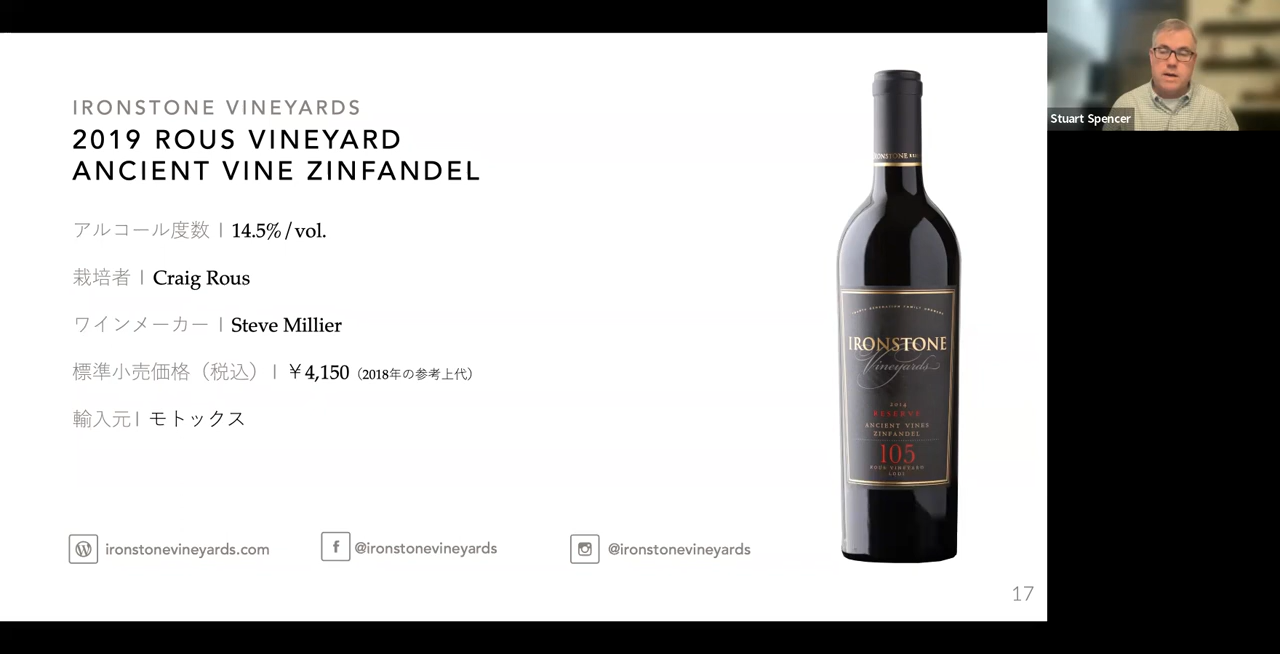 IRONSTONE VINEYARDS
2019 ROUS VINEYARD
ANCIENT VINE ZINFANDEL
アルコール度数 | 14.5%/vol.
栽培者 | Craig Rous
ワインメーカー | Steve Millier
標準小売価格（税込）| ￥4,150（2018年の参考上代）
輸入元| モトックス
ironstonevineyards.com
@ironstonevineyards
@ironstonevineyards
17
Stuart Spencer
IRONSTONE
IRONSTONE
Vineyards
2014
RESERVE
ANCIENT VINES
ZINFANDEL
105
ROUS VINEYARD
LODI